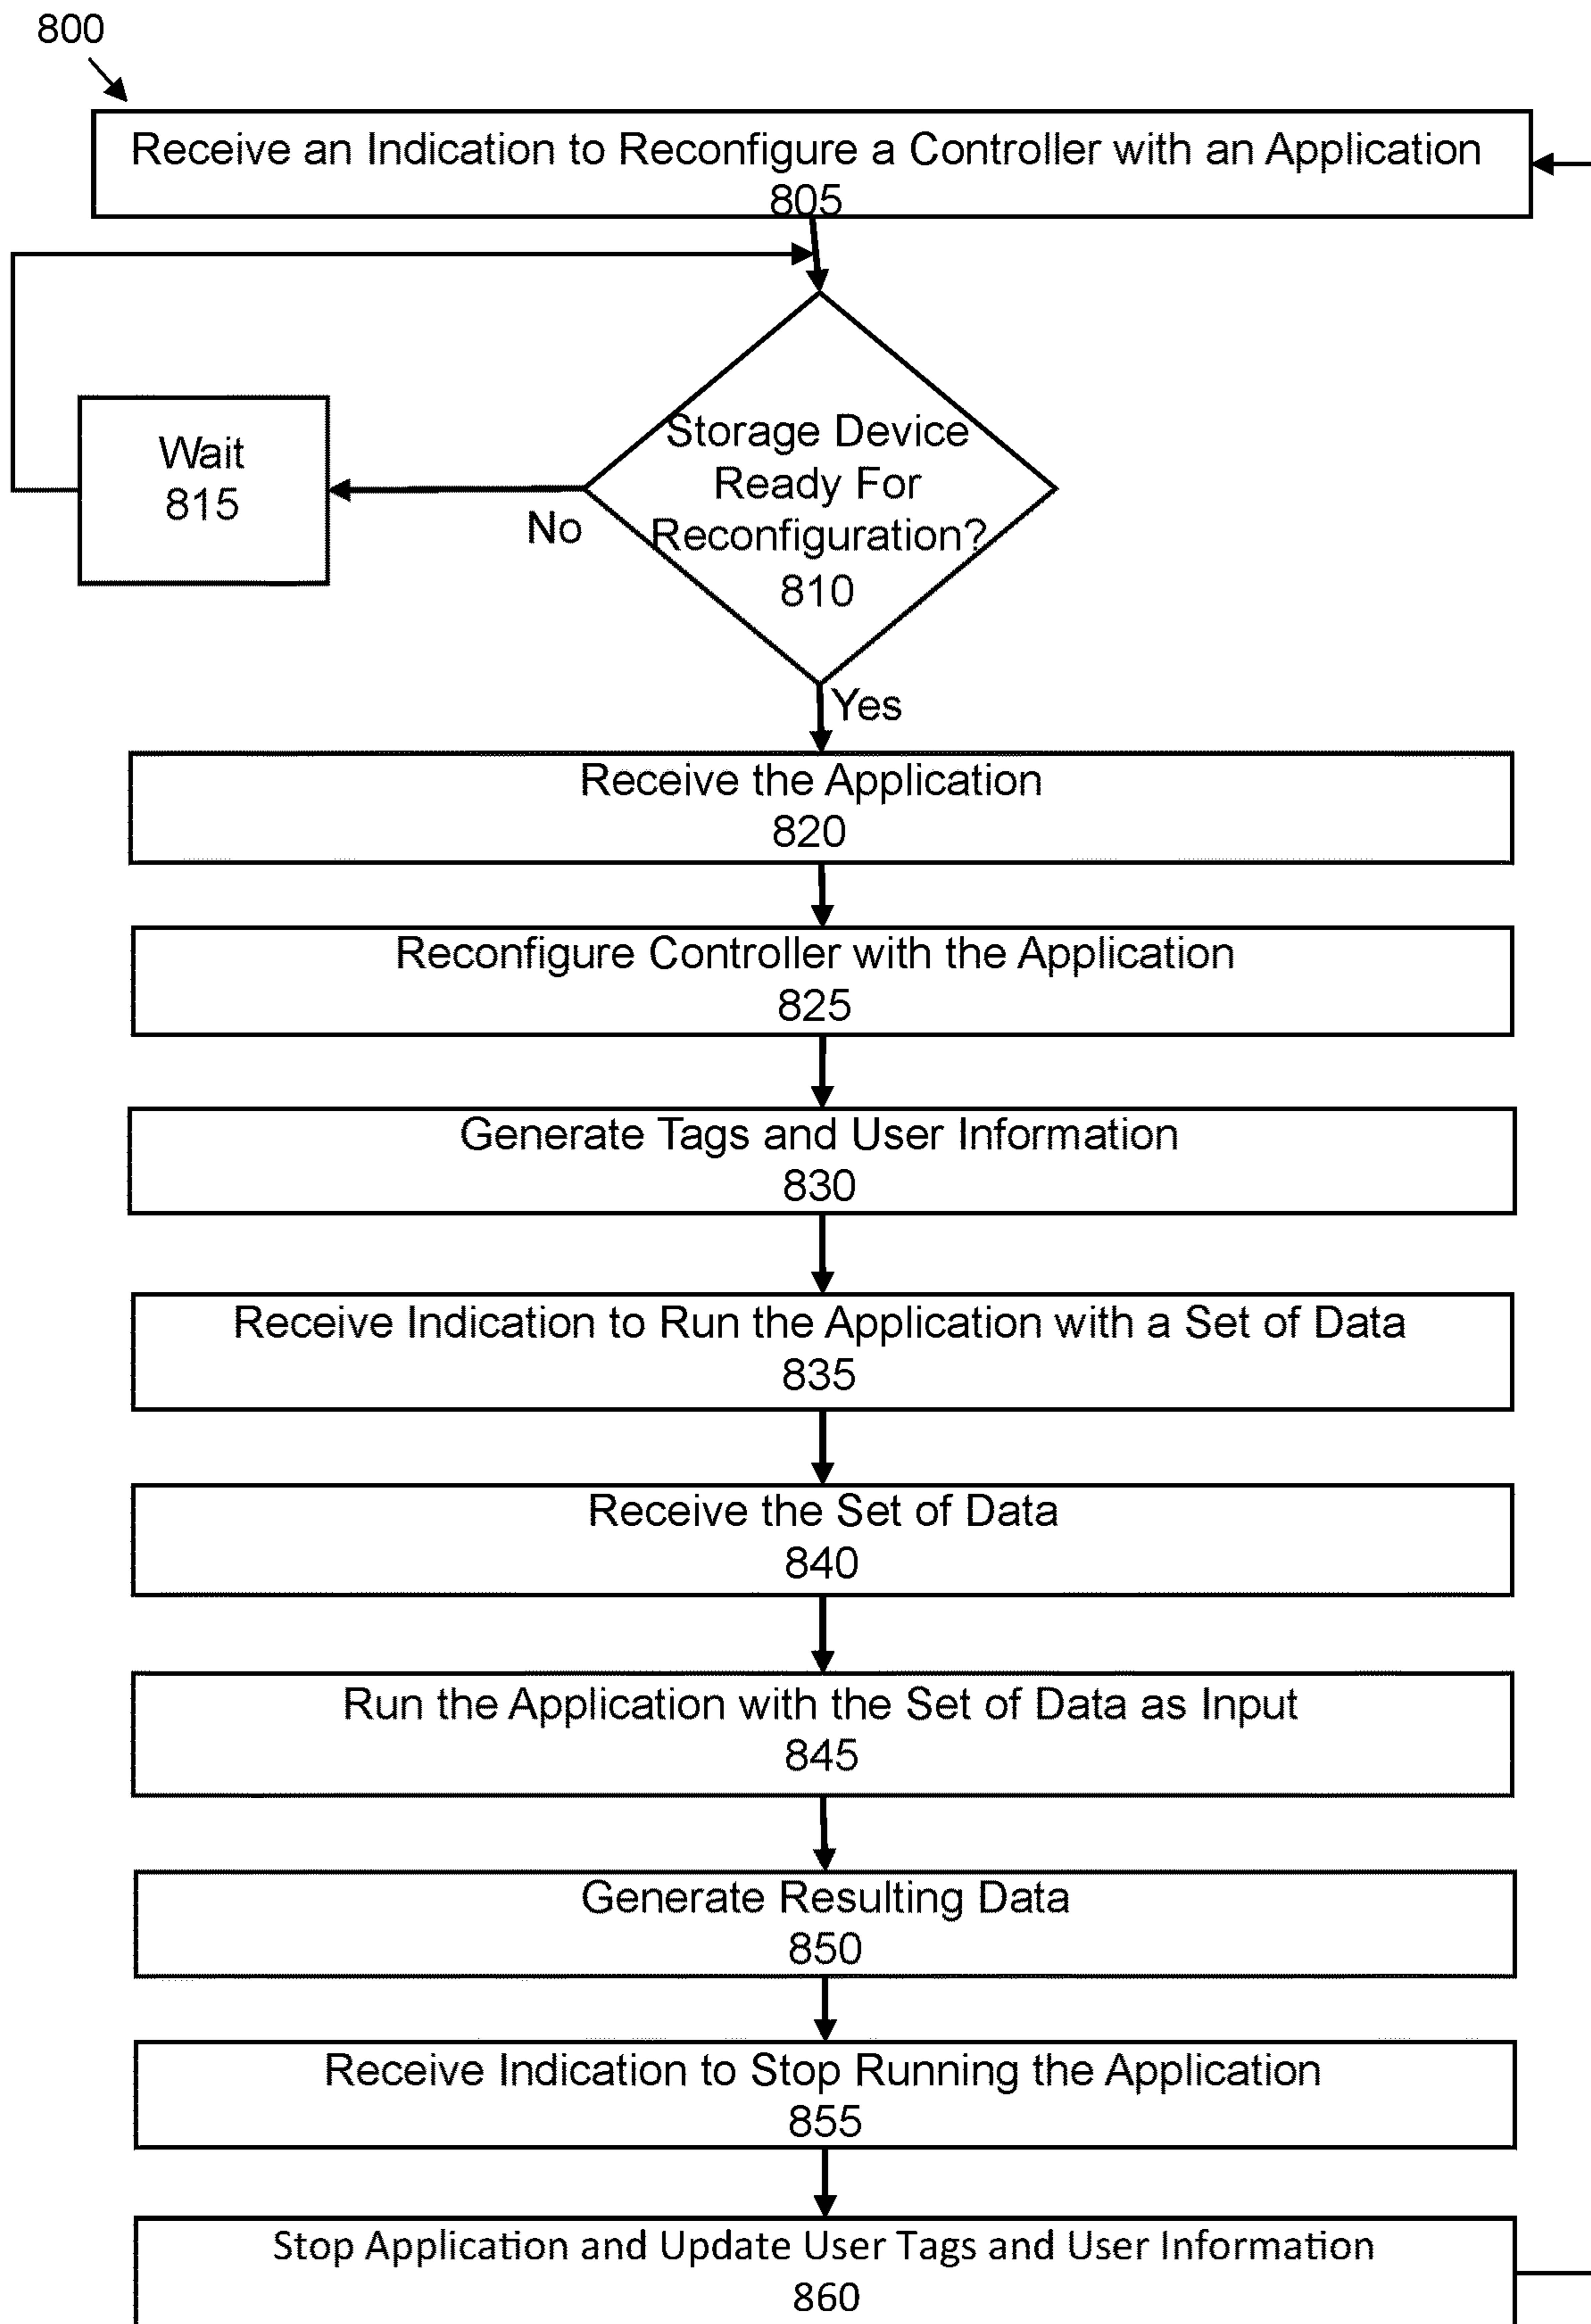 800
Receive an Indication to Reconfigure a Controller with an Application
805
Storage Device
Ready For
Reconfiguration?
810
Wait
815
No
Yes
Receive the Application
820
Reconfigure Controller with the Application
825
Generate Tags and User Information
830
Receive Indication to Run the Application with a Set of Data
835
Receive the Set of Data
840
Run the Application with the Set of Data as Input
845
Generate Resulting Data
850
Receive Indication to Stop Running the Application
855
Stop Application and Update User Tags and User Information
860